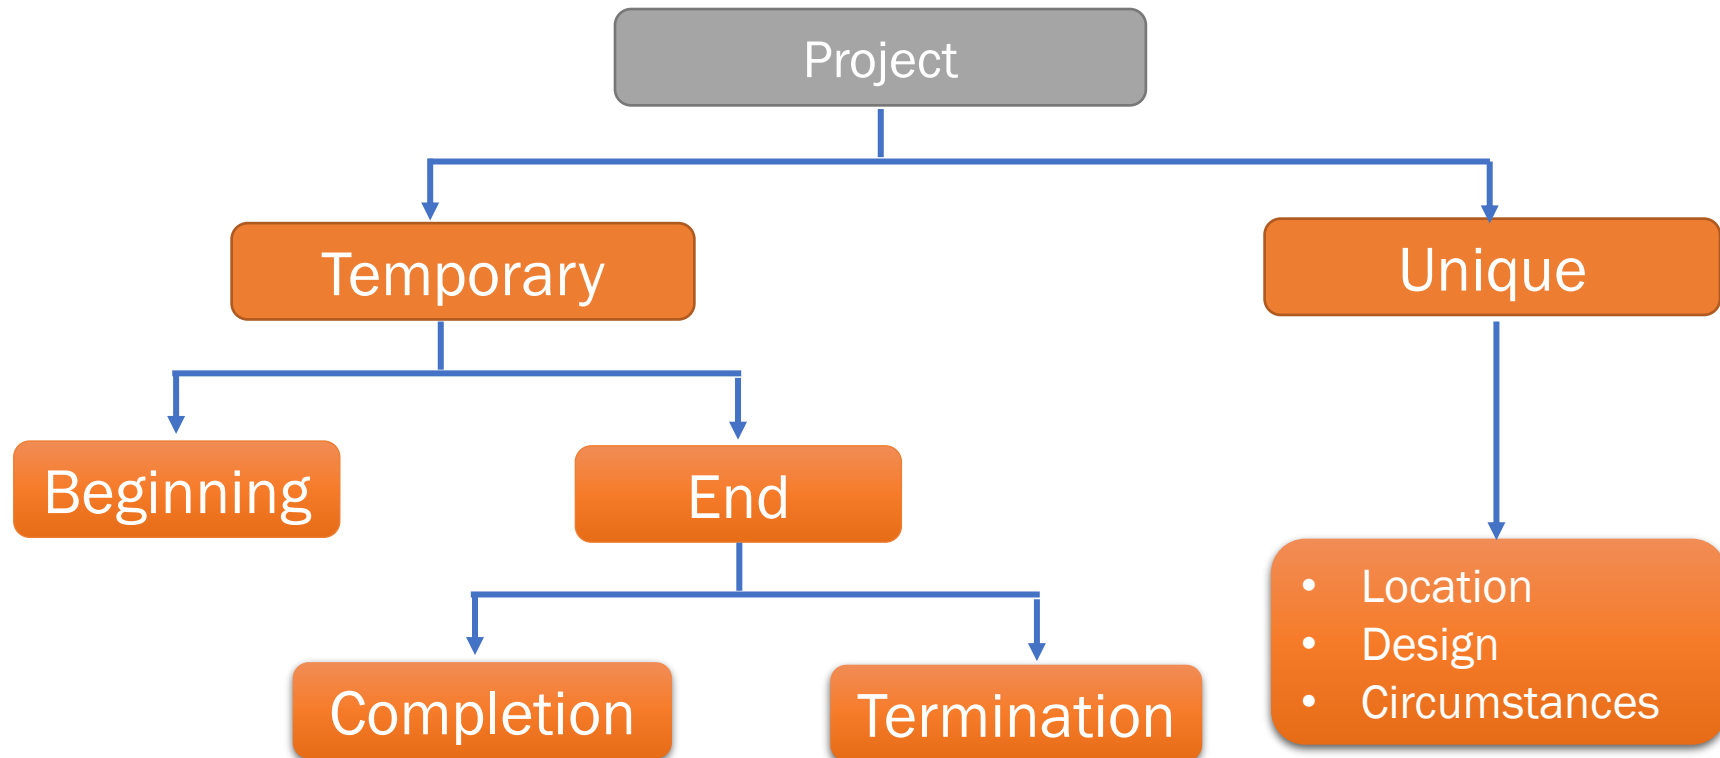 Project
Temporary
Unique
Beginning
End
• Location
• Design
• Circumstances
Completion
Termination